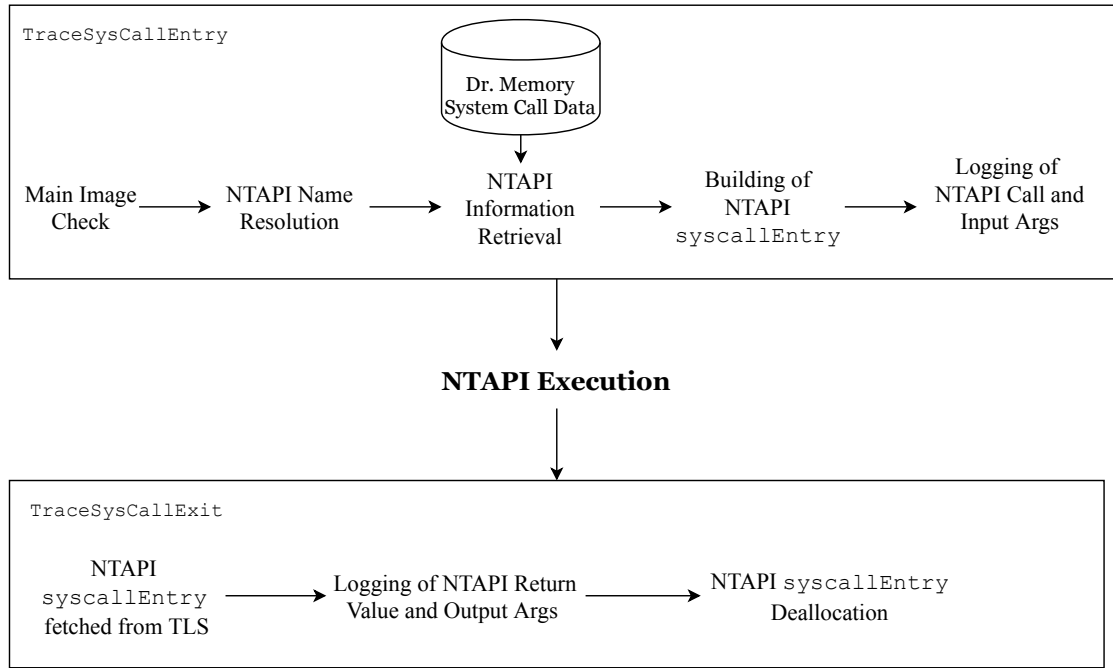 TraceSysCallEntry
Dr. Memory
System Call Data
Main Image
Check
NTAPI Name
Resolution
NTAPI
Information
Retrieval
Building of
NTAPI
syscallEntry
Logging of
NTAPI Call and
Input Args
NTAPI Execution
TraceSysCallExit
NTAPI
syscallEntry
fetched from TLS
Logging of NTAPI Return
Value and Output Args
NTAPI syscallEntry
Deallocation